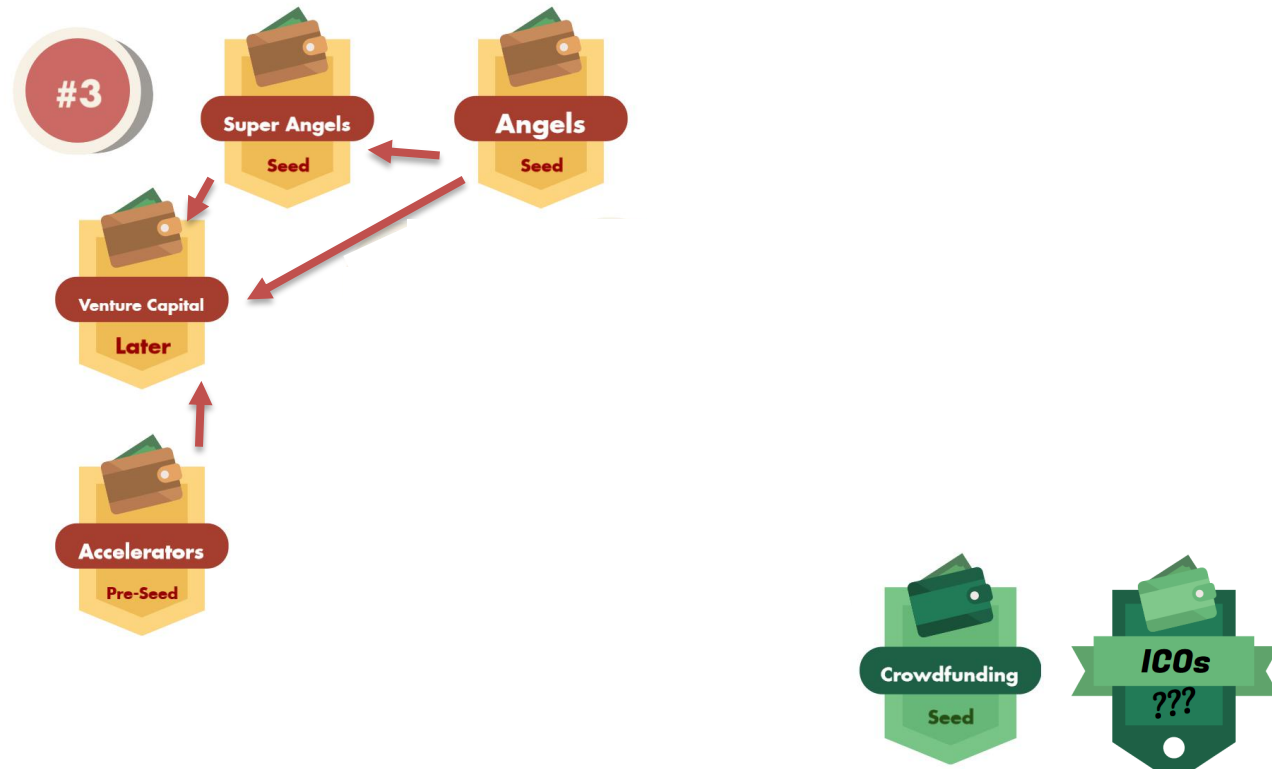 #3
Super Angels
Seed
Angels
Seed
Venture Capital
Later
Accelerators
Pre-Seed
Crowdfunding
Seed
ICOs
???